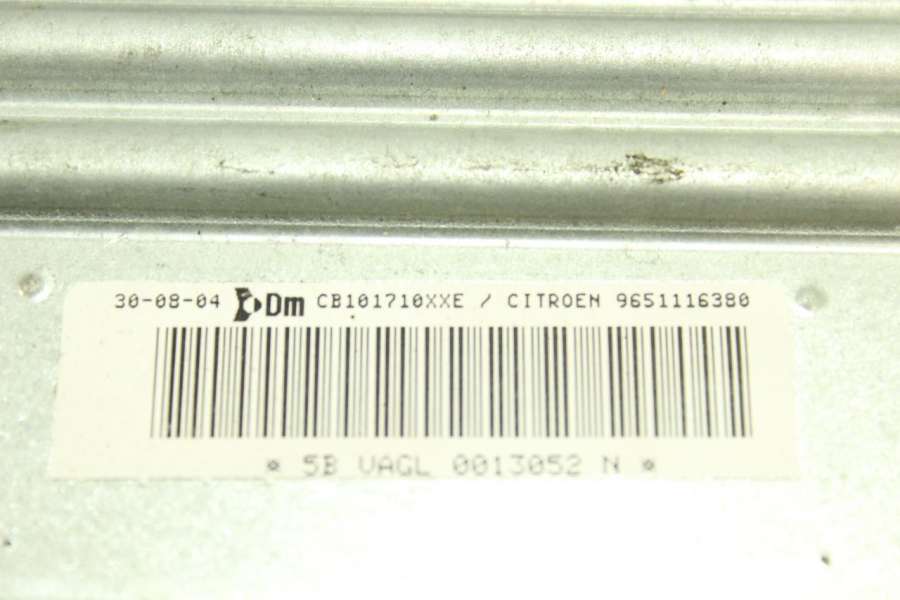 30-08-04 Dm CB101710XXE / CITROEN 9651116380
* 5B VAGL 0013052 N *